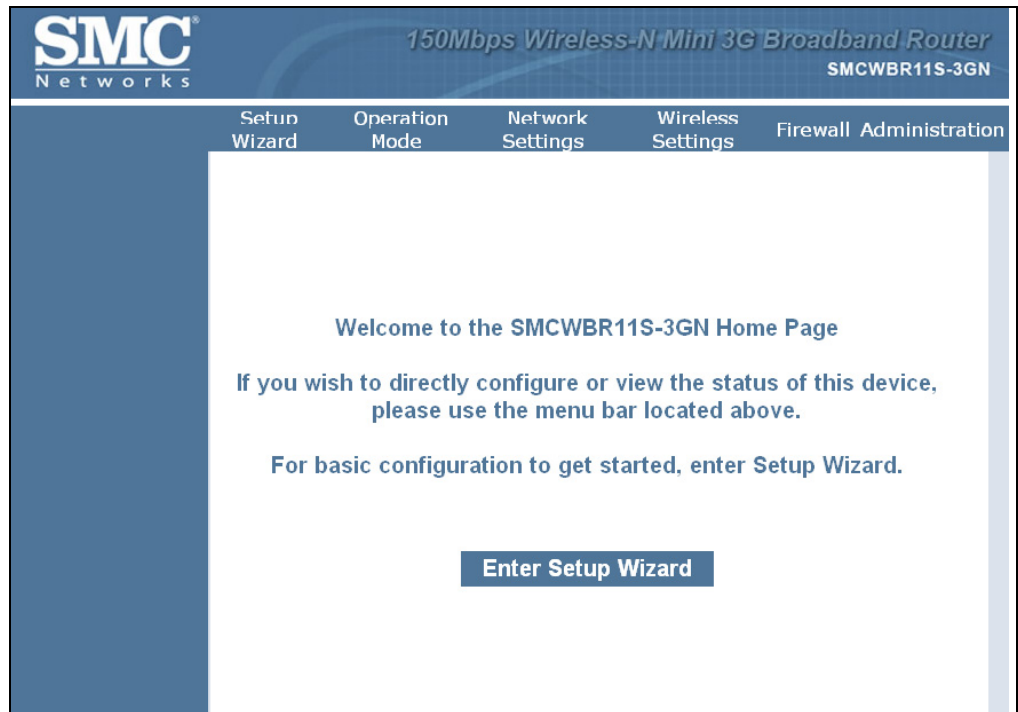 SMC®
Networks
150Mbps Wireless-N Mini 3G Broadband Router
SMCWBR11S-3GN
Setup Wizard
Operation Mode
Network Settings
Wireless Settings
Firewall
Administration
Welcome to the SMCWBR11S-3GN Home Page
If you wish to directly configure or view the status of this device,
please use the menu bar located above.
For basic configuration to get started, enter Setup Wizard.
Enter Setup Wizard